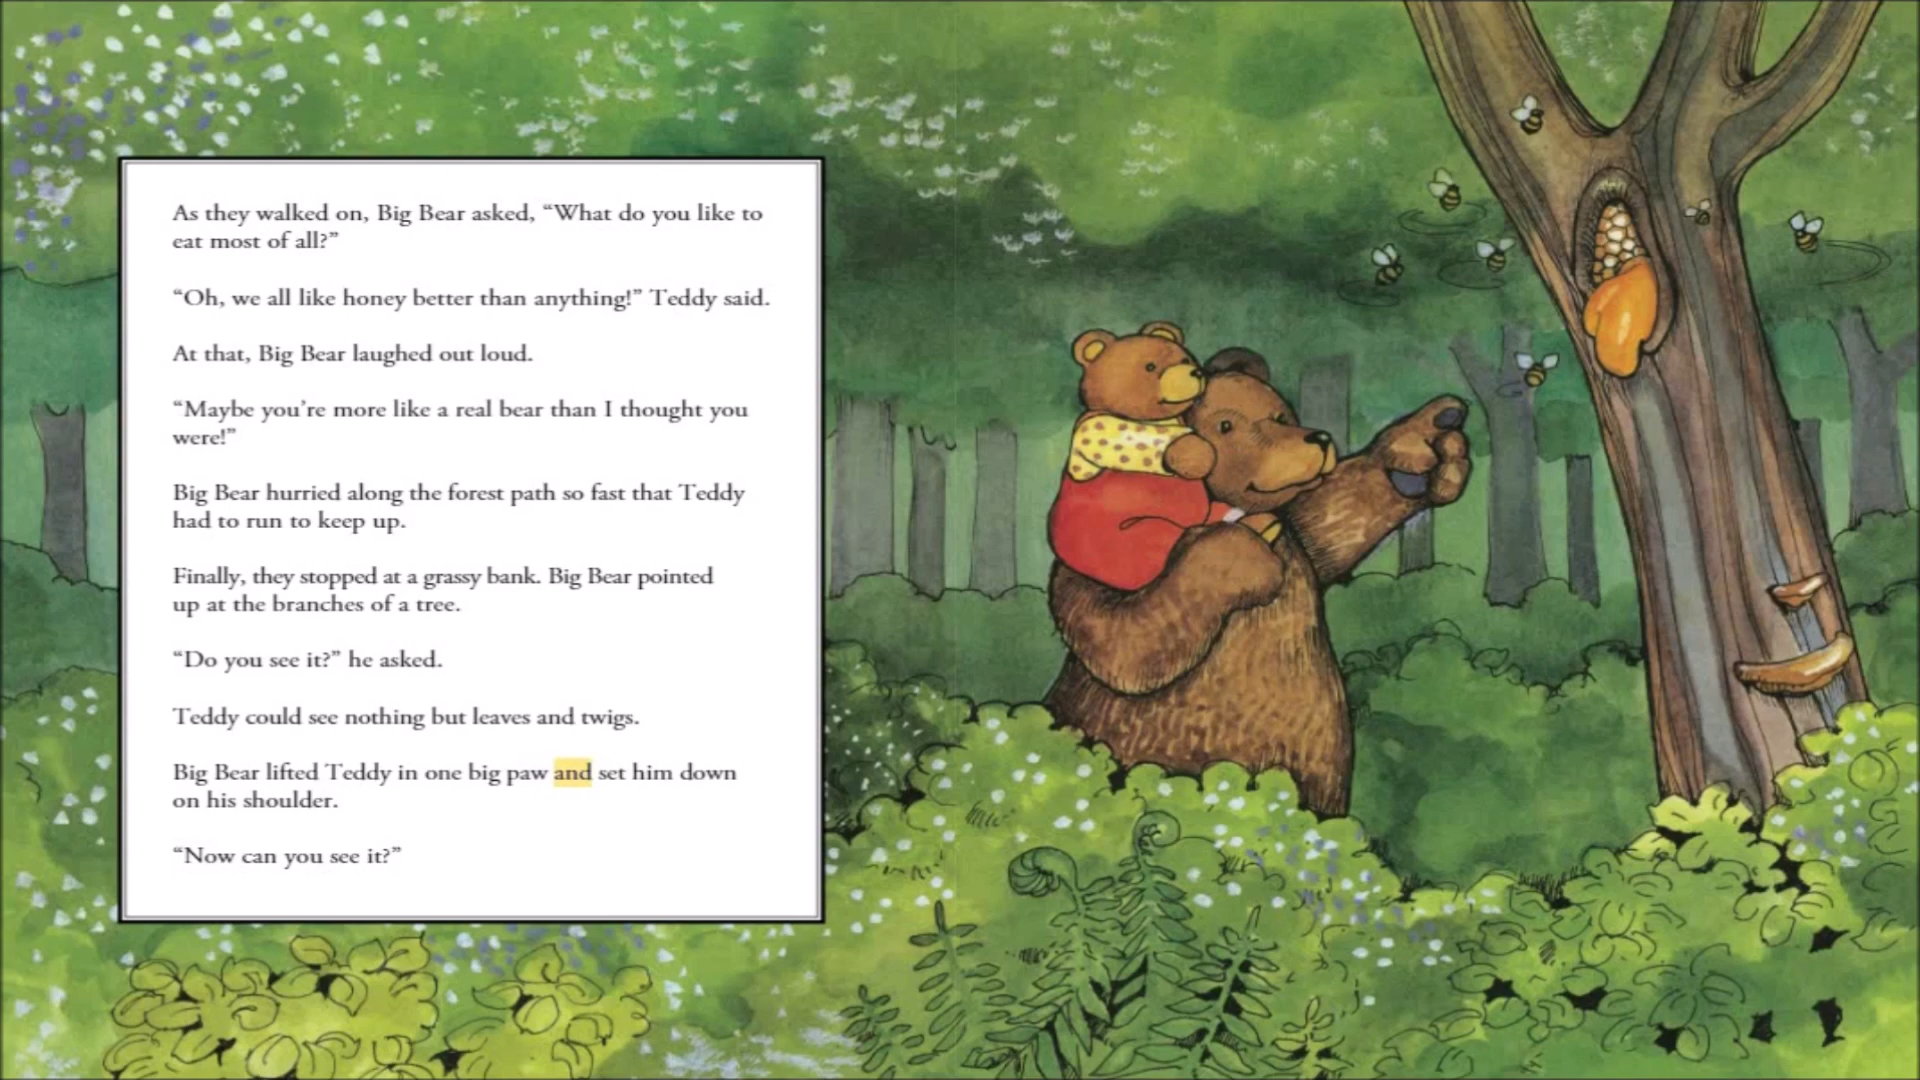 As they walked on, Big Bear asked, “What do you like to
eat most of all?”
“Oh, we all like honey better than anything!” Teddy said.
At that, Big Bear laughed out loud.
“Maybe you’re more like a real bear than I thought you
were!”
Big Bear hurried along the forest path so fast that Teddy
had to run to keep up.
Finally, they stopped at a grassy bank. Big Bear pointed
up at the branches of a tree.
“Do you see it?” he asked.
Teddy could see nothing but leaves and twigs.
Big Bear lifted Teddy in one big paw and set him down
on his shoulder.
“Now can you see it?”